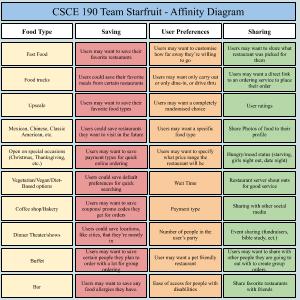 CSCE 190 Team Starfruit - Affinity Diagram
Food Type
Saving
User Preferences
Sharing
Fast Food
Users may want to save their
favorite restaurants
Users may want to customise
how far away they're willing
to go
Users may want to share what
restaurant was picked for
them
Food trucks
Users could save their favorite
meals from certain restaurants
Users may want only carry out
or only dine-in, or drive thru
Users may want a direct link
to an ordering service to place
their order
Upscale
Users may want to save their
favorite food types
Users may want a completely
randomised choice
User ratings
Mexican, Chinese, Classic
American, etc.
Users could save restaurants
they want to visit in the future
Users may want a specific
food type
Share Photos of food to their
profile
Open on special occasions
(Christmas, Thanksgiving,
etc.)
Users may want to save
payment types for quick
online ordering
Users may want to specify
what price range the
restaurant will be
Hungry/mood status (starving,
girls night out, date night)
Vegetarian/Vegan/Diet-
Based options
Users could save default
preferences for quick
searching
Wait Time
Restaurant server shout outs
for good service
Coffee shop/Bakery
Users may want to save
coupons/ promo codes they
get for orders
Payment type
Sharing with other social
media
Dinner Theater/shows
Users could save locations,
like cities, that they're mostly
in
Number of people in the
user's party
Event sharing (fundraisers,
bible study, ect.)
Buffet
Users may want to save
certain people they plan to
order with a lot for group
ordering
User may want a pet friendly
restaurant
Users may want to share with
other people they are going to
out with to create group
orders
Bar
Users may want to save any
food allergies they have.
Ease of access for people with
disabilities
Share favorite restaurants
with friends